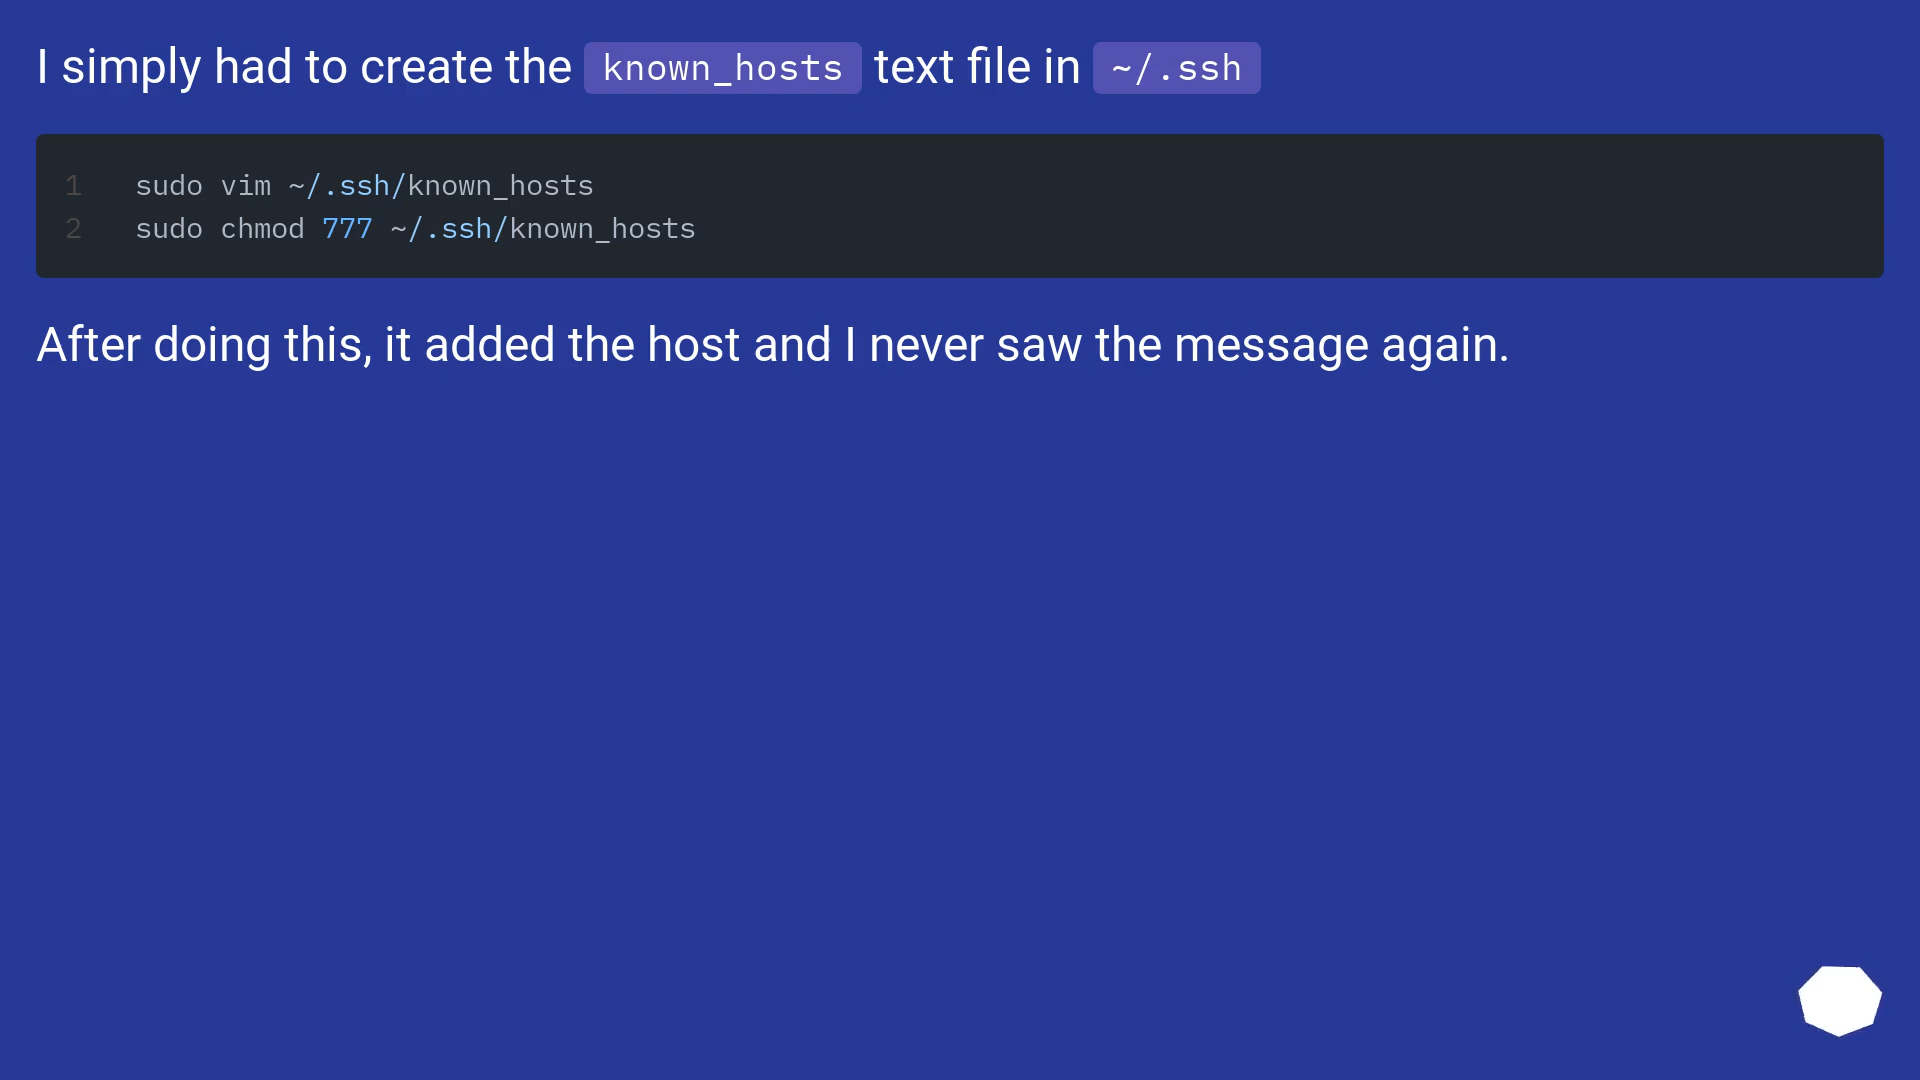 I simply had to create the known_hosts text file in ~/.ssh
1 sudo vim ~/.ssh/known_hosts
2 sudo chmod 777 ~/.ssh/known_hosts
After doing this, it added the host and I never saw the message again.